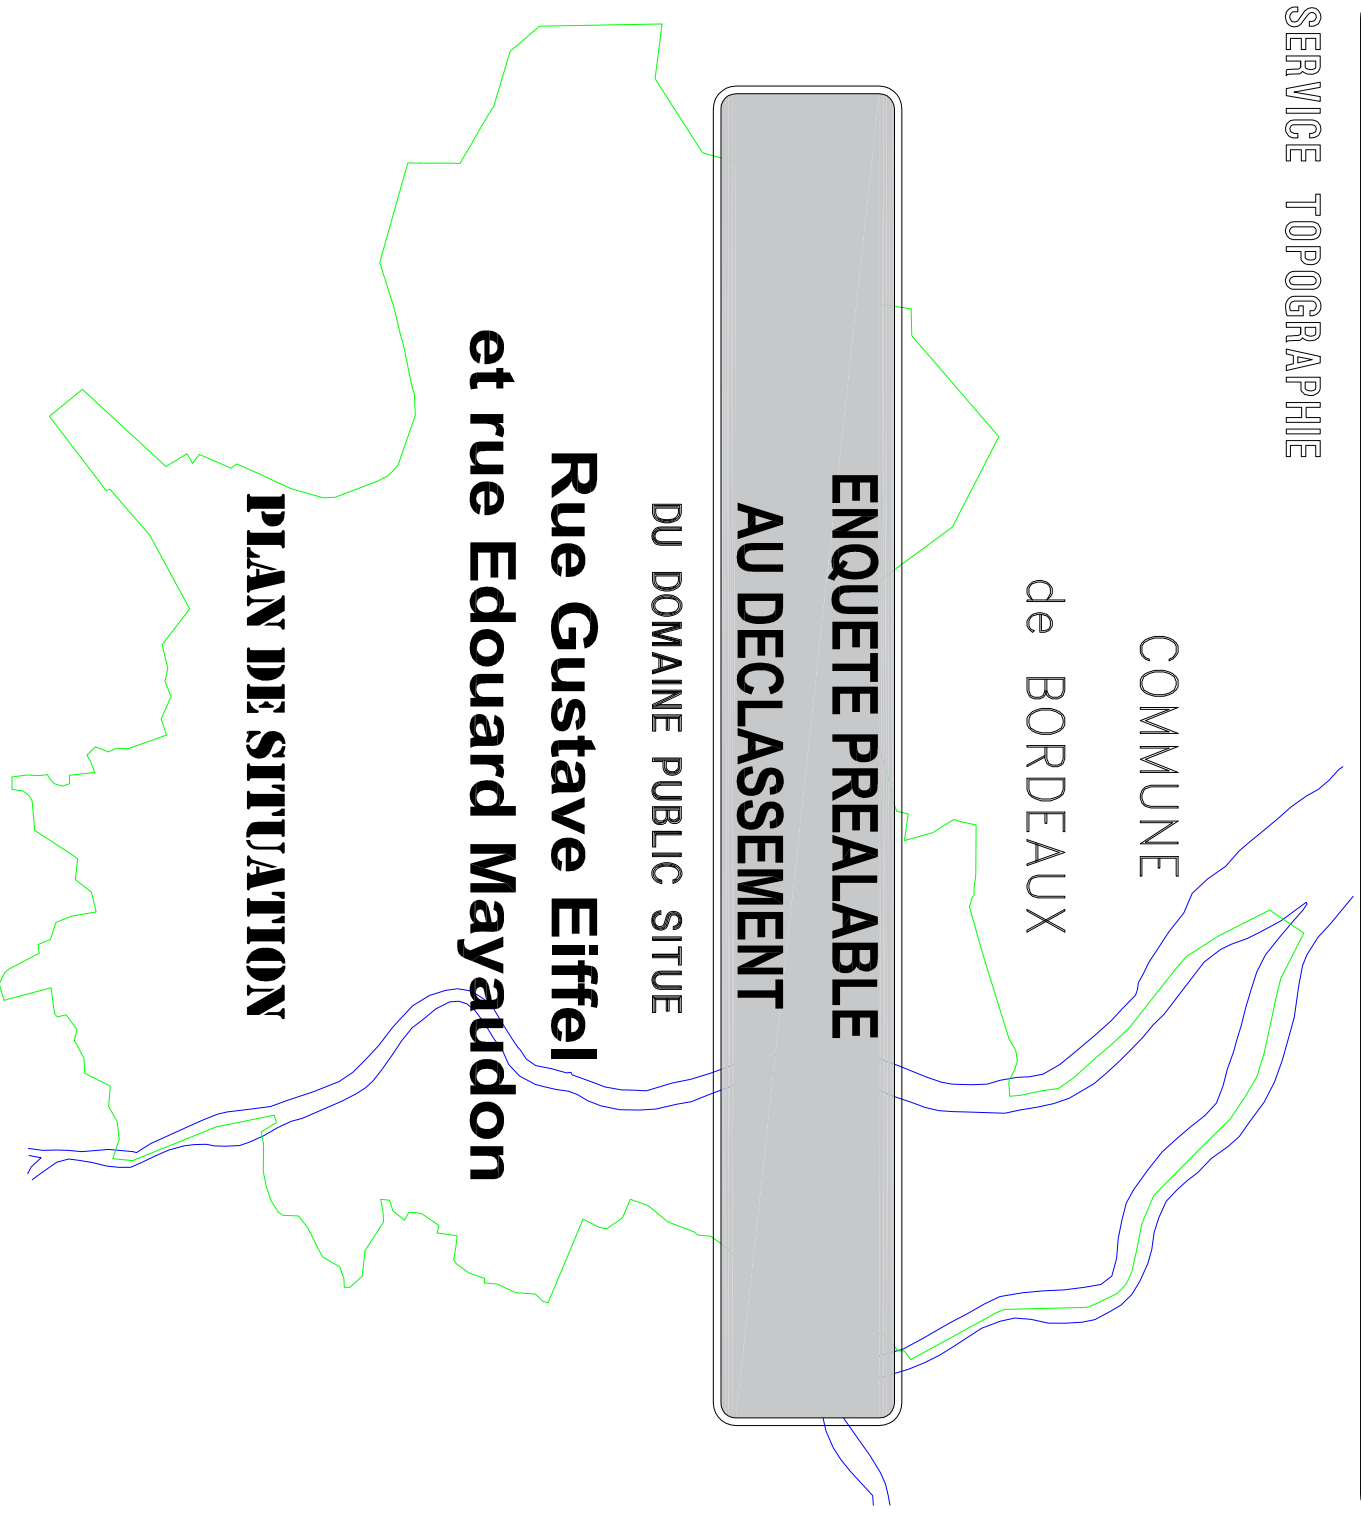 SERVICE TOPOGRAPHIE
COMMUNE
de BORDEAUX
ENQUETE PREALABLE
AU DECLASSEMENT
DU DOMAINE PUBLIC SITUE
Rue Gustave Eiffel
et rue Edouard Mayaudon
PLAN DE SITUATION